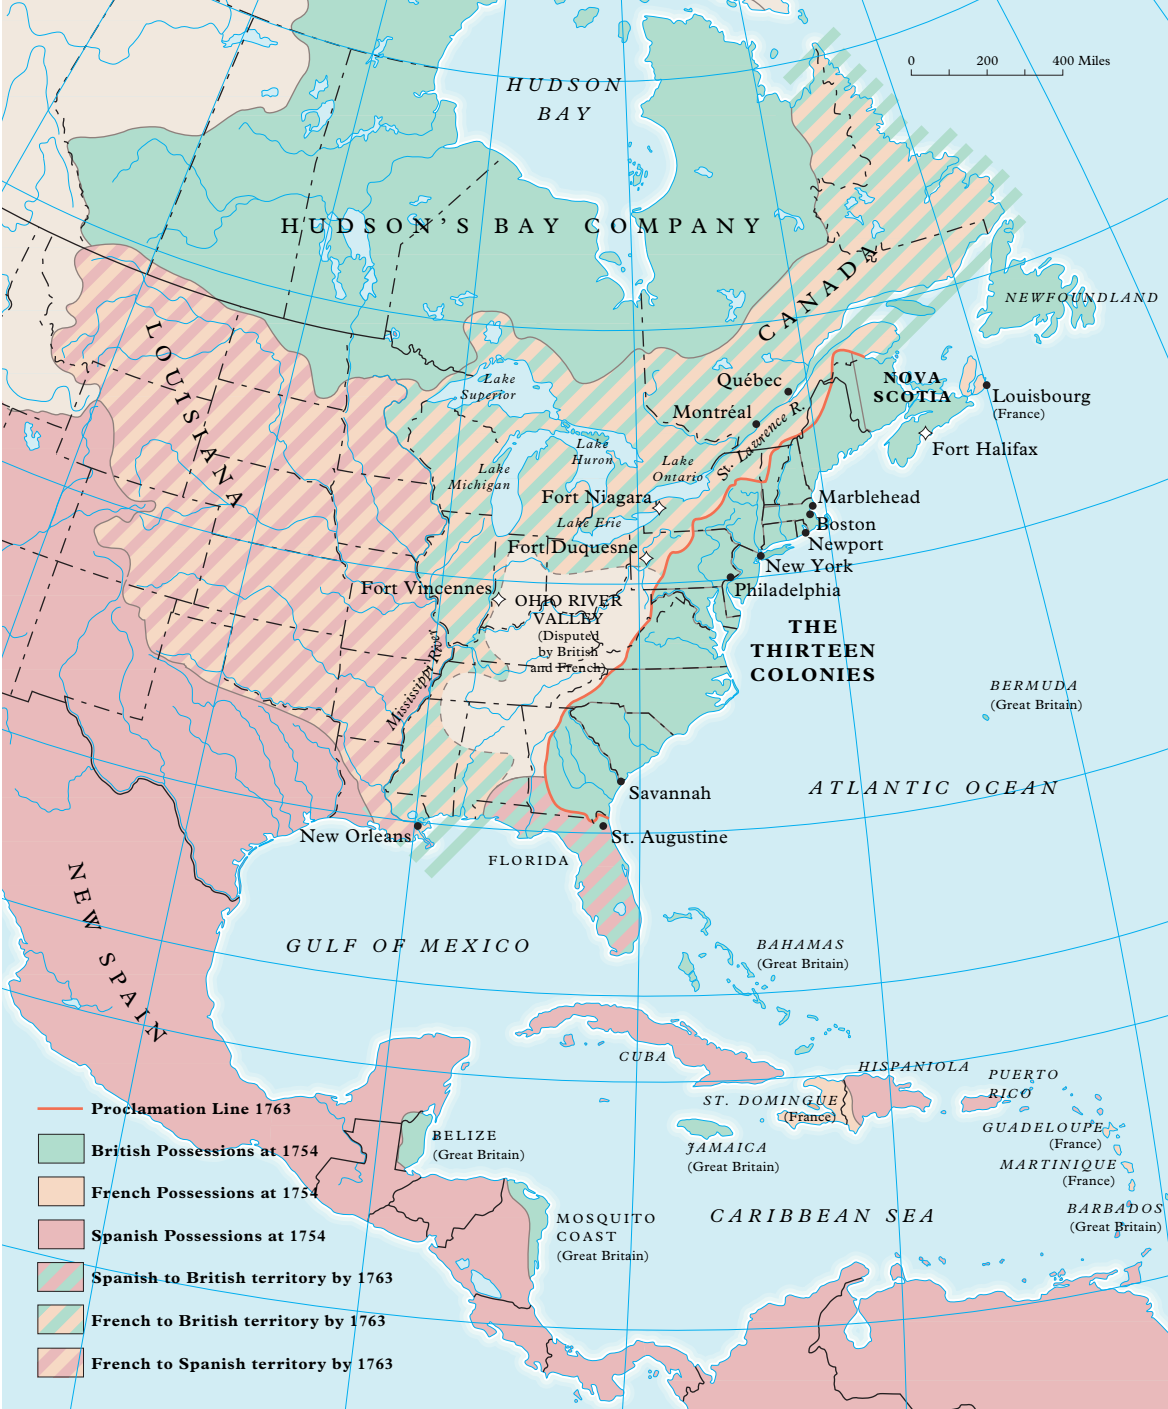 0 200 400 Miles
HUDSON
BAY
HUDSON'S BAY COMPANY
CANADA
NEWFOUNDLAND
LOUISIANA
Lake
Superior
Québec
NOVA
SCOTIA
Louisbourg
(France)
Montréal
St. Lawrence R.
Fort Halifax
Lake
Huron
Lake
Michigan
Lake
Ontario
Fort Niagara
Marblehead
Lake Erie
Boston
Fort Duquesne
Newport
New York
Fort Vincennes
Philadelphia
OHIO RIVER
VALLEY
(Disputed
by British
and French)
THE
THIRTEEN
COLONIES
Mississippi River
BERMUDA
(Great Britain)
ATLANTIC OCEAN
Savannah
New Orleans
St. Augustine
FLORIDA
NEW SPAIN
GULF OF MEXICO
BAHAMAS
(Great Britain)
CUBA
HISPANIOLA
PUERTO
RICO
ST. DOMINGUE
(France)
GUADELOUPE
(France)
JAMAICA
(Great Britain)
MARTINIQUE
(France)
BARBADOS
(Great Britain)
BELIZE
(Great Britain)
MOSQUITO
COAST
(Great Britain)
CARIBBEAN SEA
Proclamation Line 1763
British Possessions at 1754
French Possessions at 1754
Spanish Possessions at 1754
Spanish to British territory by 1763
French to British territory by 1763
French to Spanish territory by 1763